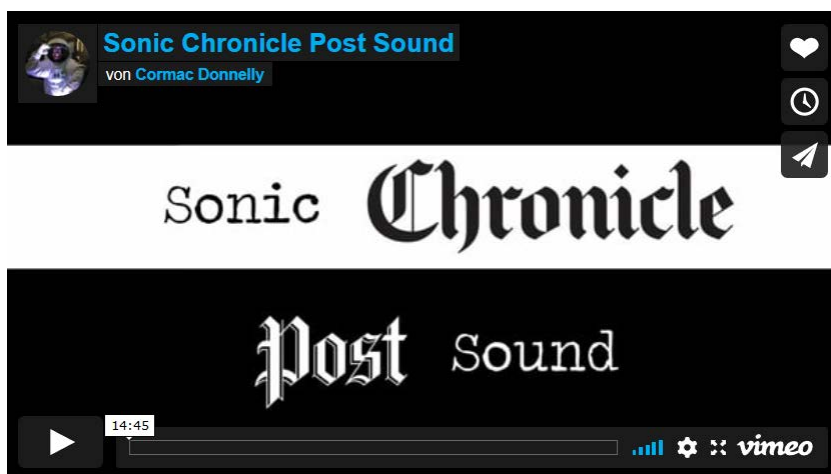 Sonic Chronicle Post Sound
von Cormac Donnelly
Sonic Chronicle
Post Sound
14:45
vimeo